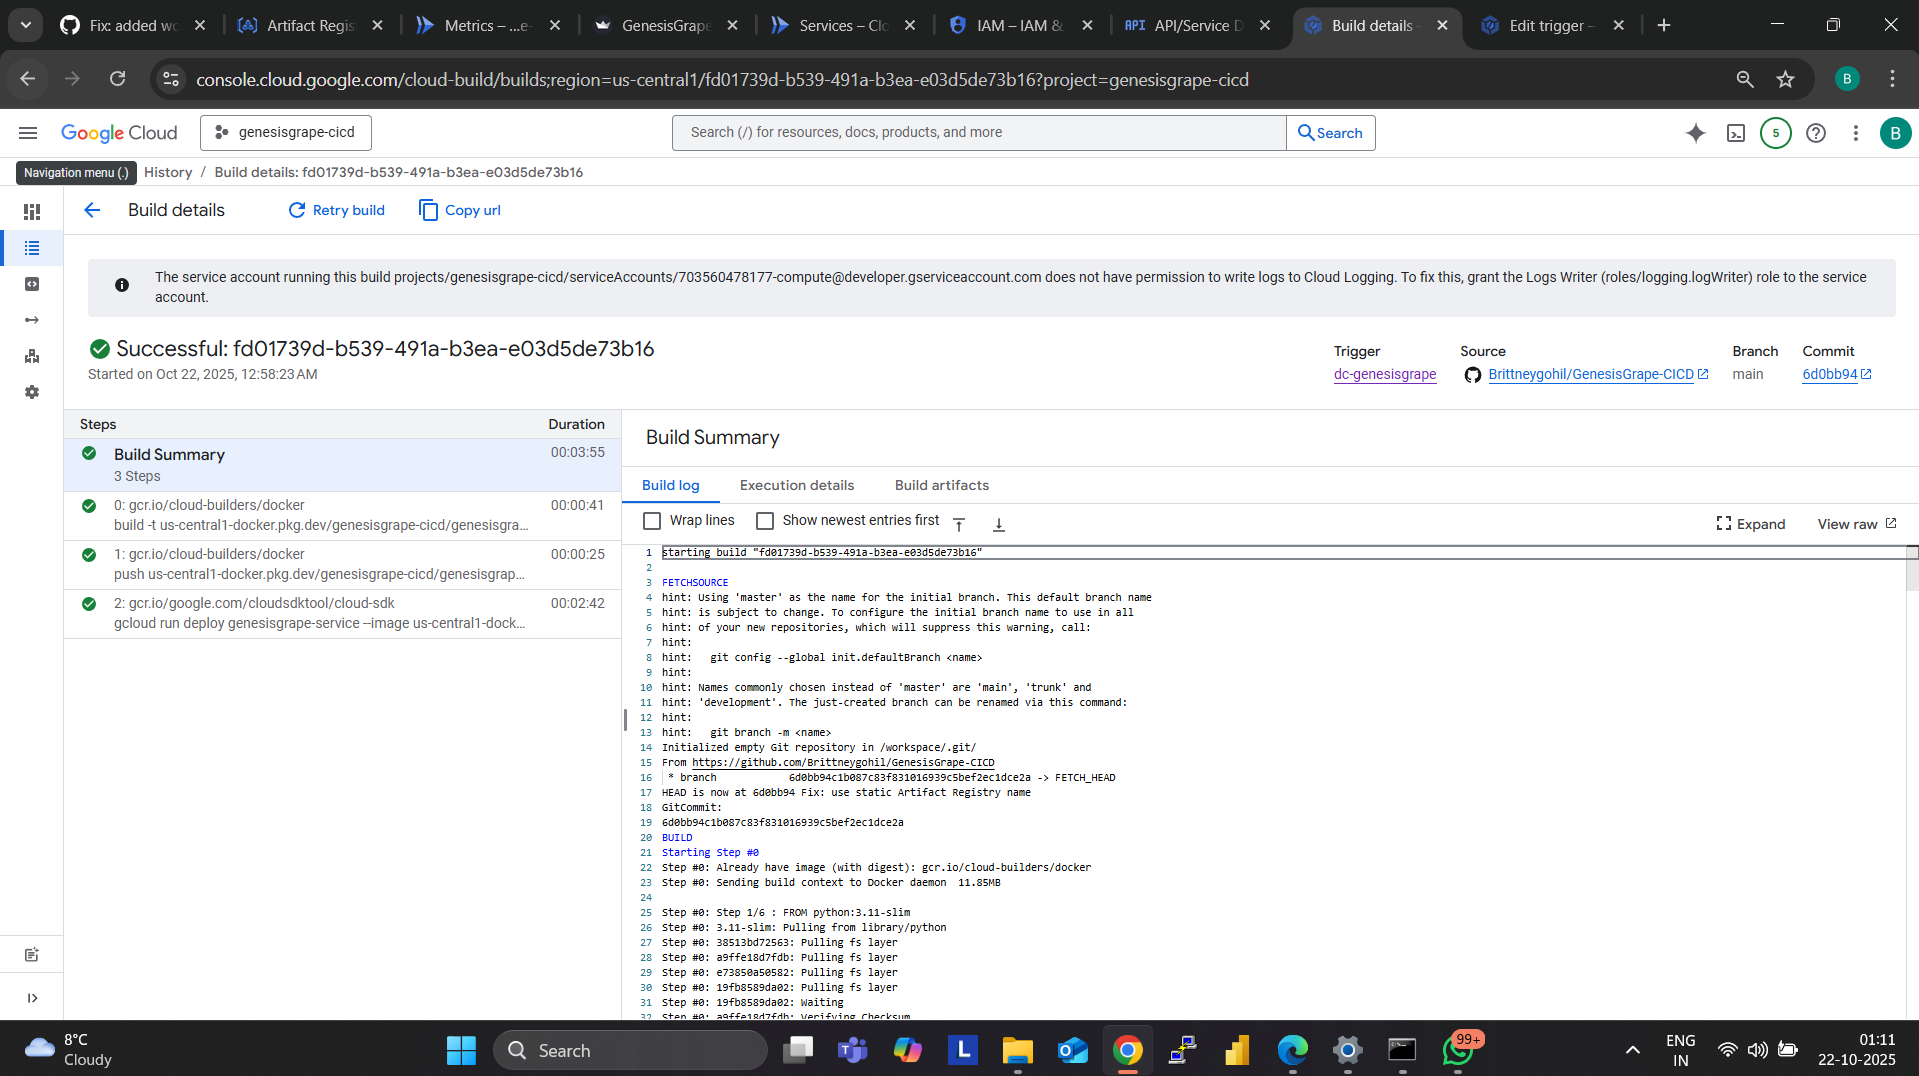 Fix: added wo
Artifact Regis
Metrics – ...e-
GenesisGrape
Services – Clo
IAM – IAM &
API API/Service D
Build details -
Edit trigger –
console.cloud.google.com/cloud-build/builds;region=us-central1/fd01739d-b539-491a-b3ea-e03d5de73b16?project=genesisgrape-cicd
B
Google Cloud
genesisgrape-cicd
Search (/) for resources, docs, products, and more
Search
5
B
Navigation menu (.)
History / Build details: fd01739d-b539-491a-b3ea-e03d5de73b16
Build details
Retry build
Copy url
The service account running this build projects/genesisgrape-cicd/serviceAccounts/703560478177-compute@developer.gserviceaccount.com does not have permission to write logs to Cloud Logging. To fix this, grant the Logs Writer (roles/logging.logWriter) role to the service
account.
Successful: fd01739d-b539-491a-b3ea-e03d5de73b16
Started on Oct 22, 2025, 12:58:23 AM
Trigger
dc-genesisgrape
Source
Brittneygohil/GenesisGrape-CICD
Branch
main
Commit
6d0bb94
Steps Duration
Build Summary 00:03:55
3 Steps
0: gcr.io/cloud-builders/docker 00:00:41
build -t us-central1-docker.pkg.dev/genesisgrape-cicd/genesisgra...
1: gcr.io/cloud-builders/docker 00:00:25
push us-central1-docker.pkg.dev/genesisgrape-cicd/genesisgrap...
2: gcr.io/google.com/cloudsdktool/cloud-sdk 00:02:42
gcloud run deploy genesisgrape-service --image us-central1-dock...
Build Summary
Build log
Execution details
Build artifacts
Wrap lines
Show newest entries first
Expand
View raw
1 starting build "fd01739d-b539-491a-b3ea-e03d5de73b16"
2
3 FETCHSOURCE
4 hint: Using 'master' as the name for the initial branch. This default branch name
5 hint: is subject to change. To configure the initial branch name to use in all
6 hint: of your new repositories, which will suppress this warning, call:
7 hint:
8 hint:   git config --global init.defaultBranch <name>
9 hint:
10 hint: Names commonly chosen instead of 'master' are 'main', 'trunk' and
11 hint: 'development'. The just-created branch can be renamed via this command:
12 hint:
13 hint:   git branch -m <name>
14 Initialized empty Git repository in /workspace/.git/
15 From https://github.com/Brittneygohil/GenesisGrape-CICD
16  * branch            6d0bb94c1b087c83f831016939c5bef2ec1dce2a -> FETCH_HEAD
17 HEAD is now at 6d0bb94 Fix: use static Artifact Registry name
18 GitCommit:
19 6d0bb94c1b087c83f831016939c5bef2ec1dce2a
20 BUILD
21 Starting Step #0
22 Step #0: Already have image (with digest): gcr.io/cloud-builders/docker
23 Step #0: Sending build context to Docker daemon  11.85MB
24
25 Step #0: Step 1/6 : FROM python:3.11-slim
26 Step #0: 3.11-slim: Pulling from library/python
27 Step #0: 38513bd72563: Pulling fs layer
28 Step #0: a9ffe18d7fdb: Pulling fs layer
29 Step #0: e73850a50582: Pulling fs layer
30 Step #0: 19fb8589da02: Pulling fs layer
31 Step #0: 19fb8589da02: Waiting
32 Step #0: a9ffe18d7fdb: Verifying Checksum
8°C
Cloudy
Search
L
99+
ENG
IN
01:11
22-10-2025